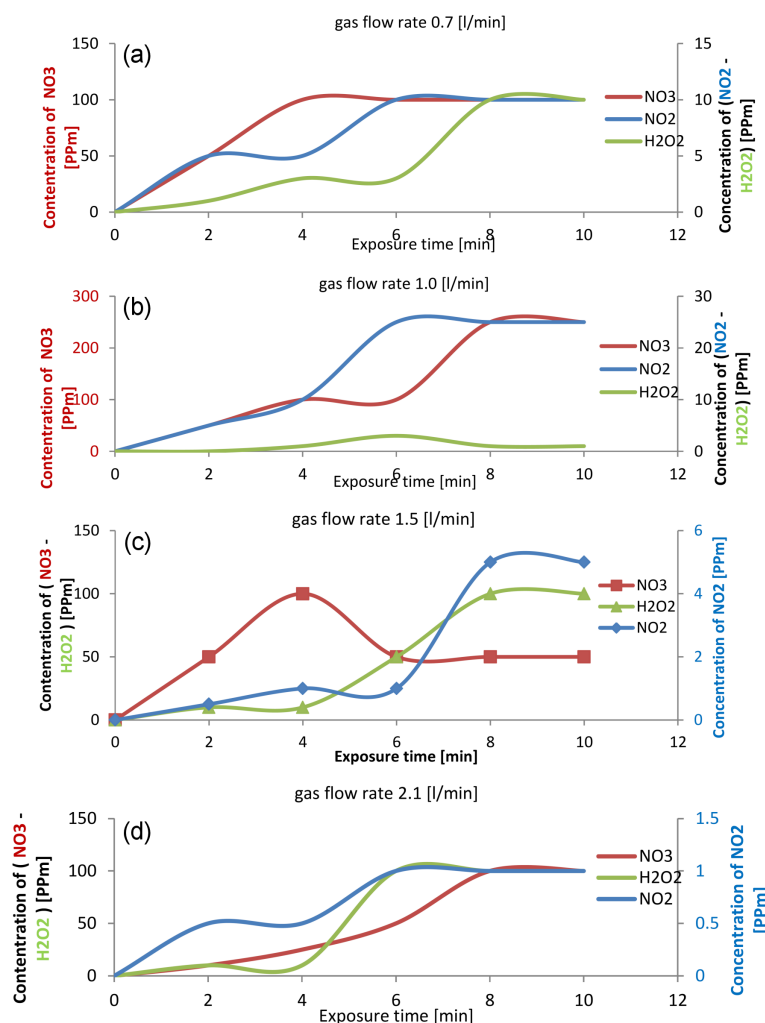 gas flow rate 0.7 [l/min]
(a)
Contentration of NO3
[PPm]
150
100
50
0
15
10
5
0
Concentration of (NO2 -
H2O2) [PPm]
NO3
NO2
H2O2
0 2 4 6 8 10 12
Exposure time [min]
gas flow rate 1.0 [l/min]
(b)
Contentration of NO3
[PPm]
300
200
100
0
30
20
10
0
Concentration of (NO2 -
H2O2) [PPm]
NO3
NO2
H2O2
0 2 4 6 8 10 12
Exposure time [min]
gas flow rate 1.5 [l/min]
(c)
Contentration of ( NO3 -
H2O2 ) [PPm]
150
100
50
0
6
4
2
0
Concentration of NO2 [PPm]
NO3
H2O2
NO2
0 2 4 6 8 10 12
Exposure time [min]
gas flow rate 2.1 [l/min]
(d)
Contentration of ( NO3 -
H2O2 ) [PPm]
150
100
50
0
1.5
1
0.5
0
Concentration of NO2
[PPm]
NO3
H2O2
NO2
0 2 4 6 8 10 12
Exposure time [min]